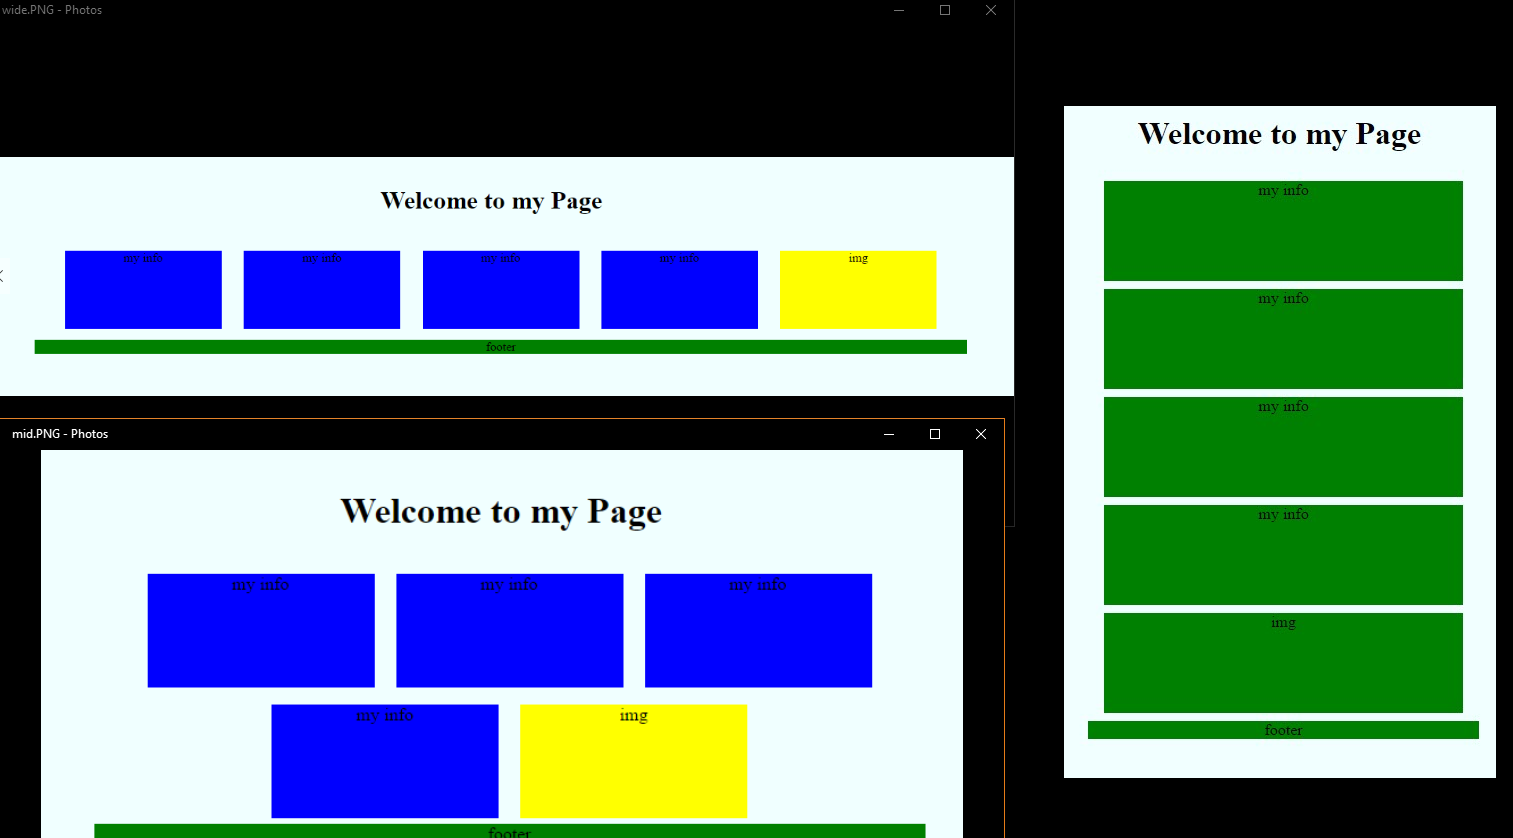 wide.PNG - Photos
Welcome to my Page
my info my info my info my info img
footer
mid.PNG - Photos
Welcome to my Page
my info my info my info
my info img
footer
Welcome to my Page
my info
my info
my info
my info
img
footer